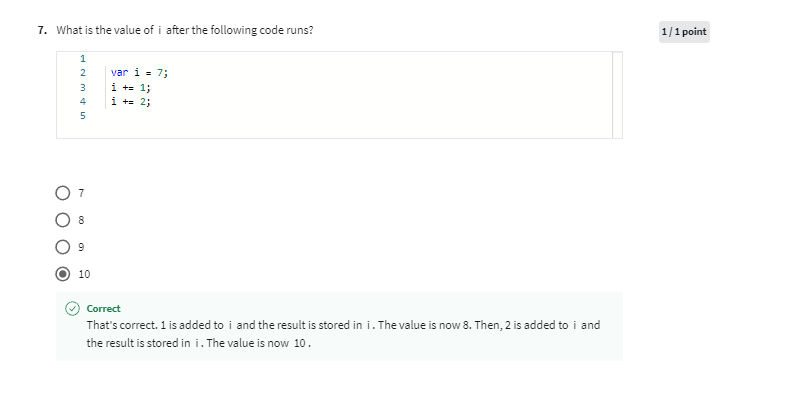 7. What is the value of i after the following code runs?
1/1 point
1
2 var i = 7;
3 i += 1;
4 i += 2;
5
7
8
9
10
Correct
That's correct. 1 is added to i and the result is stored in i. The value is now 8. Then, 2 is added to i and
the result is stored in i. The value is now 10.